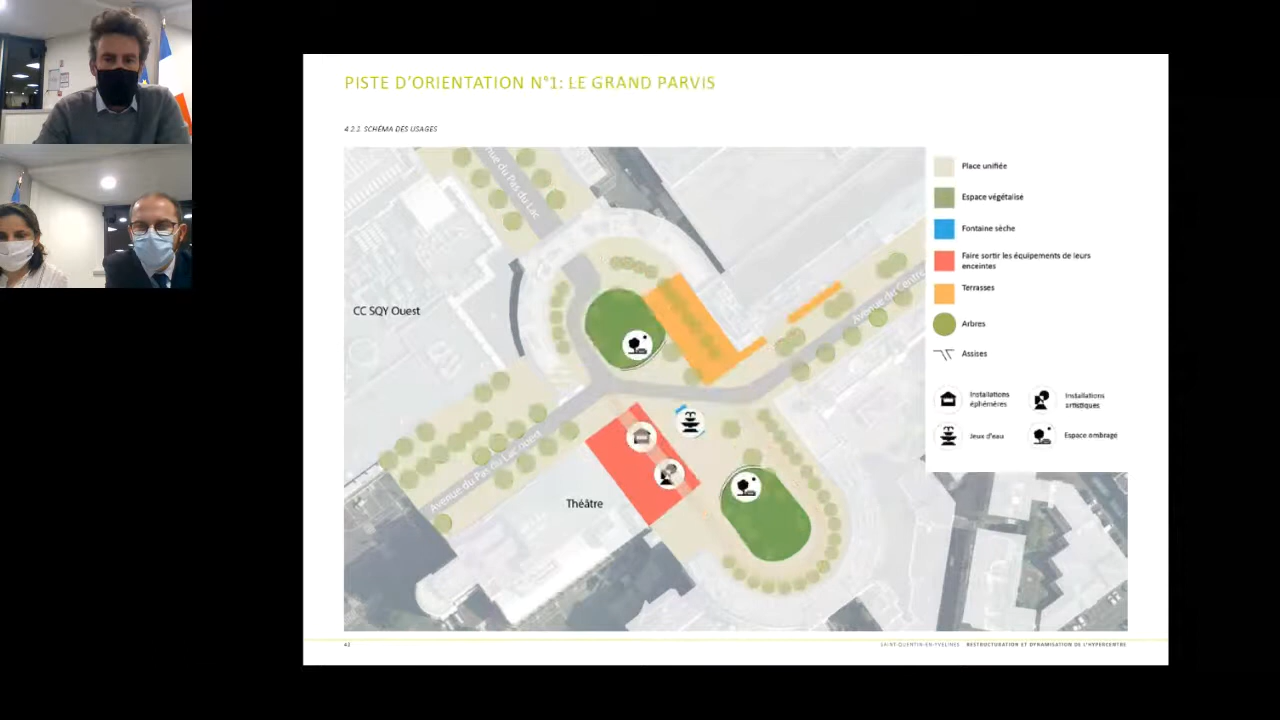 PISTE D'ORIENTATION N°1: LE GRAND PARVIS
4.2.2. SCHÉMA DES USAGES
Avenue du Pas du Lac
Place unifiée
Espace végétalisé
Fontaine sèche
Faire sortir les équipements de leurs
enceintes
Terrasses
Arbres
Assises
Installations
éphémères
Installations
artistiques
Jeux d'eau
Espace ombragé
CC SQY Ouest
Avenue du Centre
Avenue du Pas du Lac
Théâtre
42
SAINT-QUENTIN-EN-YVELINES RESTRUCTURATION ET DYNAMISATION DE L'HYPERCENTRE